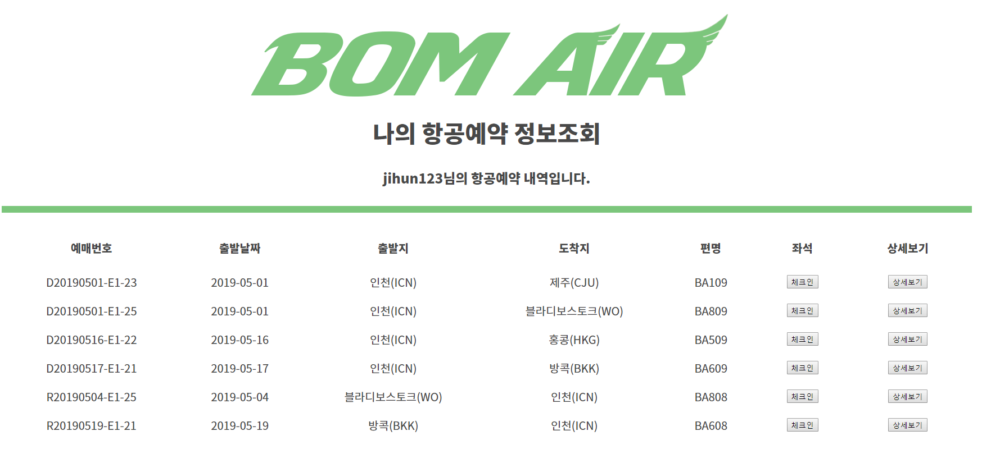 BOM AIR
나의 항공예약 정보조회
jihun123님의 항공예약 내역입니다.
예매번호 출발날짜 출발지 도착지 편명 좌석 상세보기
D20190501-E1-23 2019-05-01 인천(ICN) 제주(CJU) BA109 체크인 상세보기
D20190501-E1-25 2019-05-01 인천(ICN) 블라디보스토크(WO) BA809 체크인 상세보기
D20190516-E1-22 2019-05-16 인천(ICN) 홍콩(HKG) BA509 체크인 상세보기
D20190517-E1-21 2019-05-17 인천(ICN) 방콕(BKK) BA609 체크인 상세보기
R20190504-E1-25 2019-05-04 블라디보스토크(WO) 인천(ICN) BA808 체크인 상세보기
R20190519-E1-21 2019-05-19 방콕(BKK) 인천(ICN) BA608 체크인 상세보기